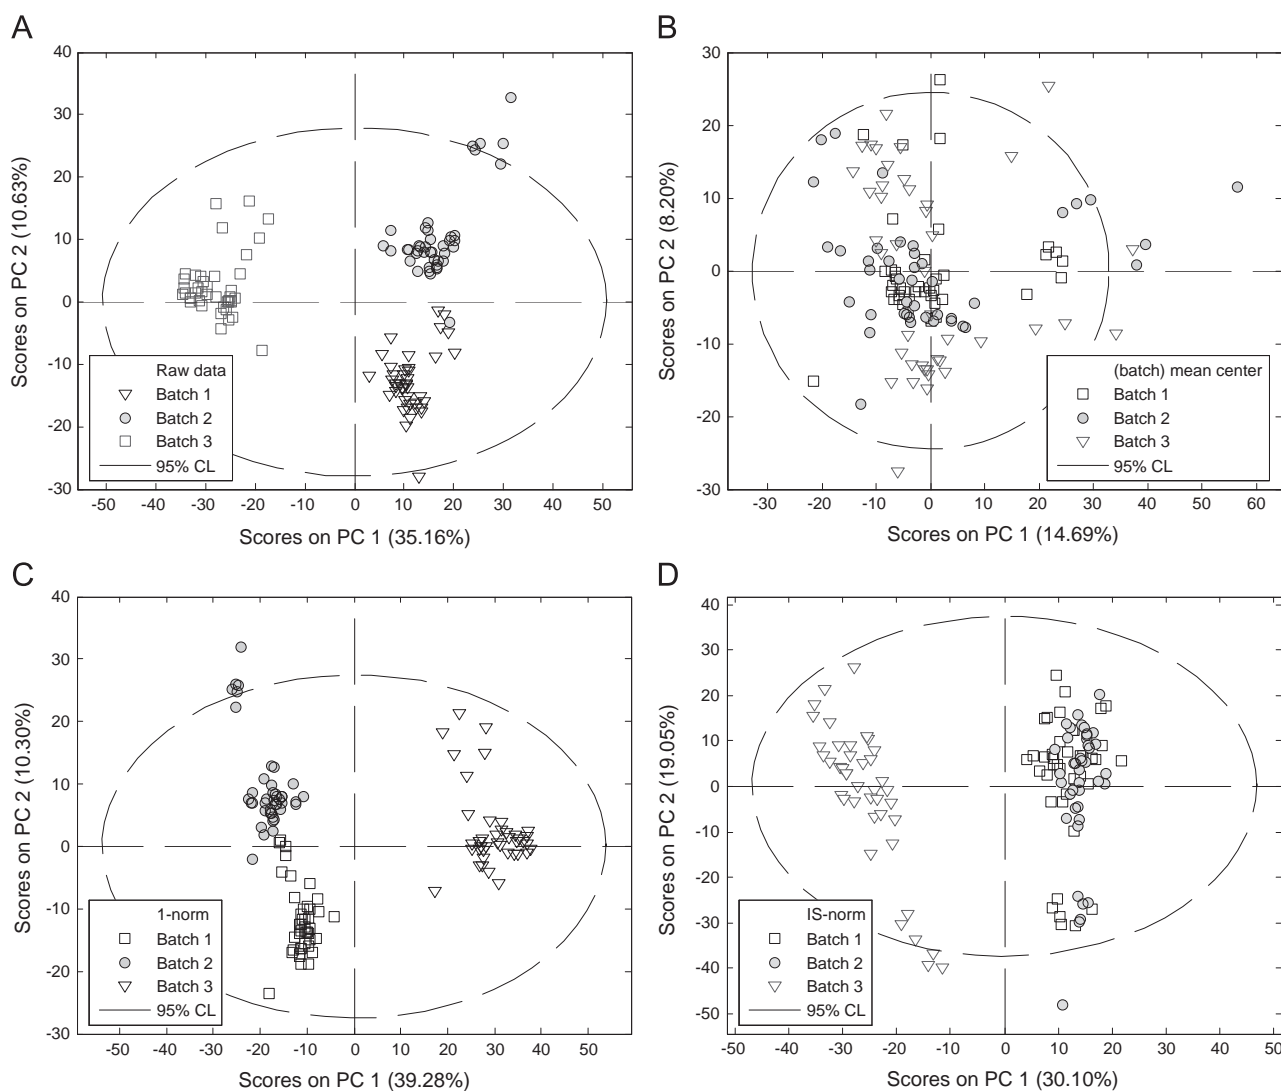 A
40
30
20
10
0
-10
-20
-30
Scores on PC 2 (10.63%)
Raw data
Batch 1
Batch 2
Batch 3
95% CL
-50 -40 -30 -20 -10 0 10 20 30 40 50
Scores on PC 1 (35.16%)
B
30
20
10
0
-10
-20
-30
Scores on PC 2 (8.20%)
(batch) mean center
Batch 1
Batch 2
Batch 3
95% CL
-30 -20 -10 0 10 20 30 40 50 60
Scores on PC 1 (14.69%)
C
40
30
20
10
0
-10
-20
-30
Scores on PC 2 (10.30%)
1-norm
Batch 1
Batch 2
Batch 3
95% CL
-50 -40 -30 -20 -10 0 10 20 30 40 50
Scores on PC 1 (39.28%)
D
40
30
20
10
0
-10
-20
-30
-40
-50
Scores on PC 2 (19.05%)
IS-norm
Batch 1
Batch 2
Batch 3
95% CL
-50 -40 -30 -20 -10 0 10 20 30 40 50
Scores on PC 1 (30.10%)